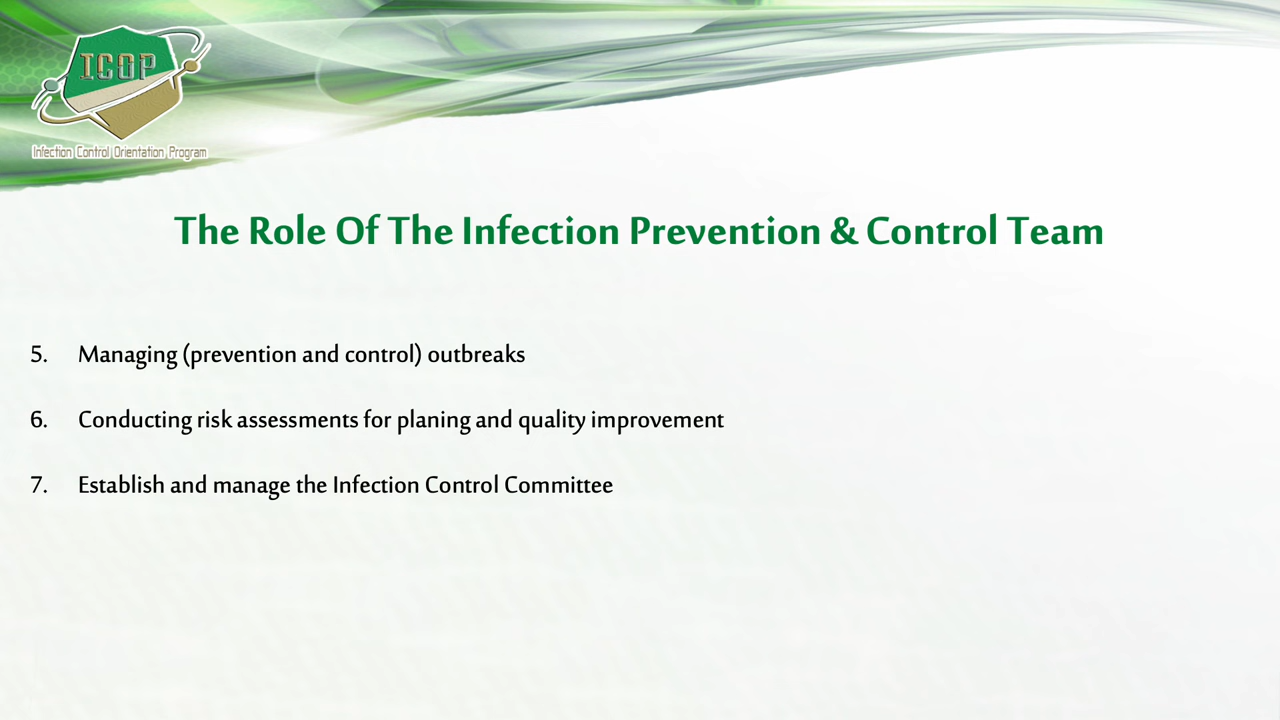 ICOP
Infection Control Orientation Program
The Role Of The Infection Prevention & Control Team
5. Managing (prevention and control) outbreaks
6. Conducting risk assessments for planing and quality improvement
7. Establish and manage the Infection Control Committee